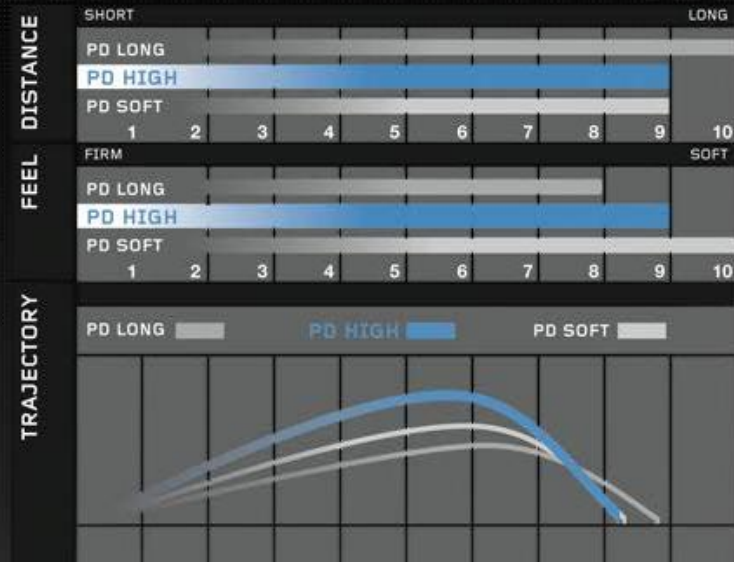 DISTANCE
SHORT LONG
PD LONG
PD HIGH
PD SOFT
1 2 3 4 5 6 7 8 9 10
FEEL
FIRM SOFT
PD LONG
PD HIGH
PD SOFT
1 2 3 4 5 6 7 8 9 10
TRAJECTORY
PD LONG PD HIGH PD SOFT